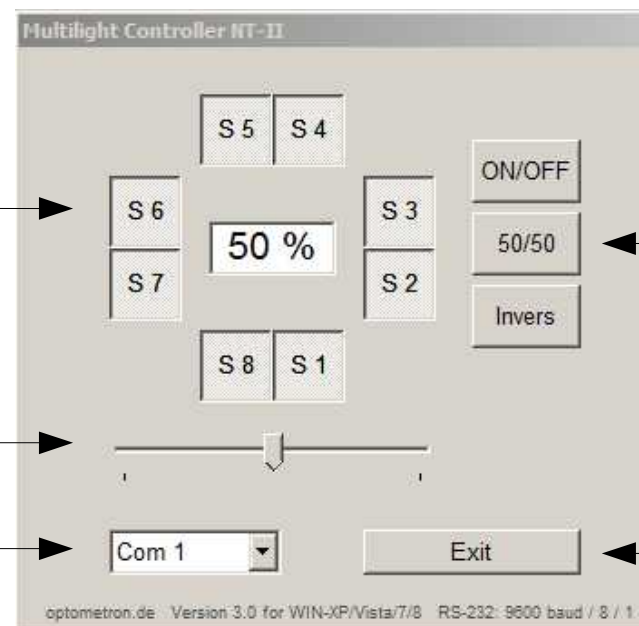 Multilight Controller NT-II
S 5 S 4
ON/OFF
S 6 S 3
50 % 50/50
S 7 S 2
Invers
S 8 S 1
Com 1 Exit
optometron.de Version 3.0 for WIN-XP/Vista/7/8 RS-232: 9600 baud / 8 / 1